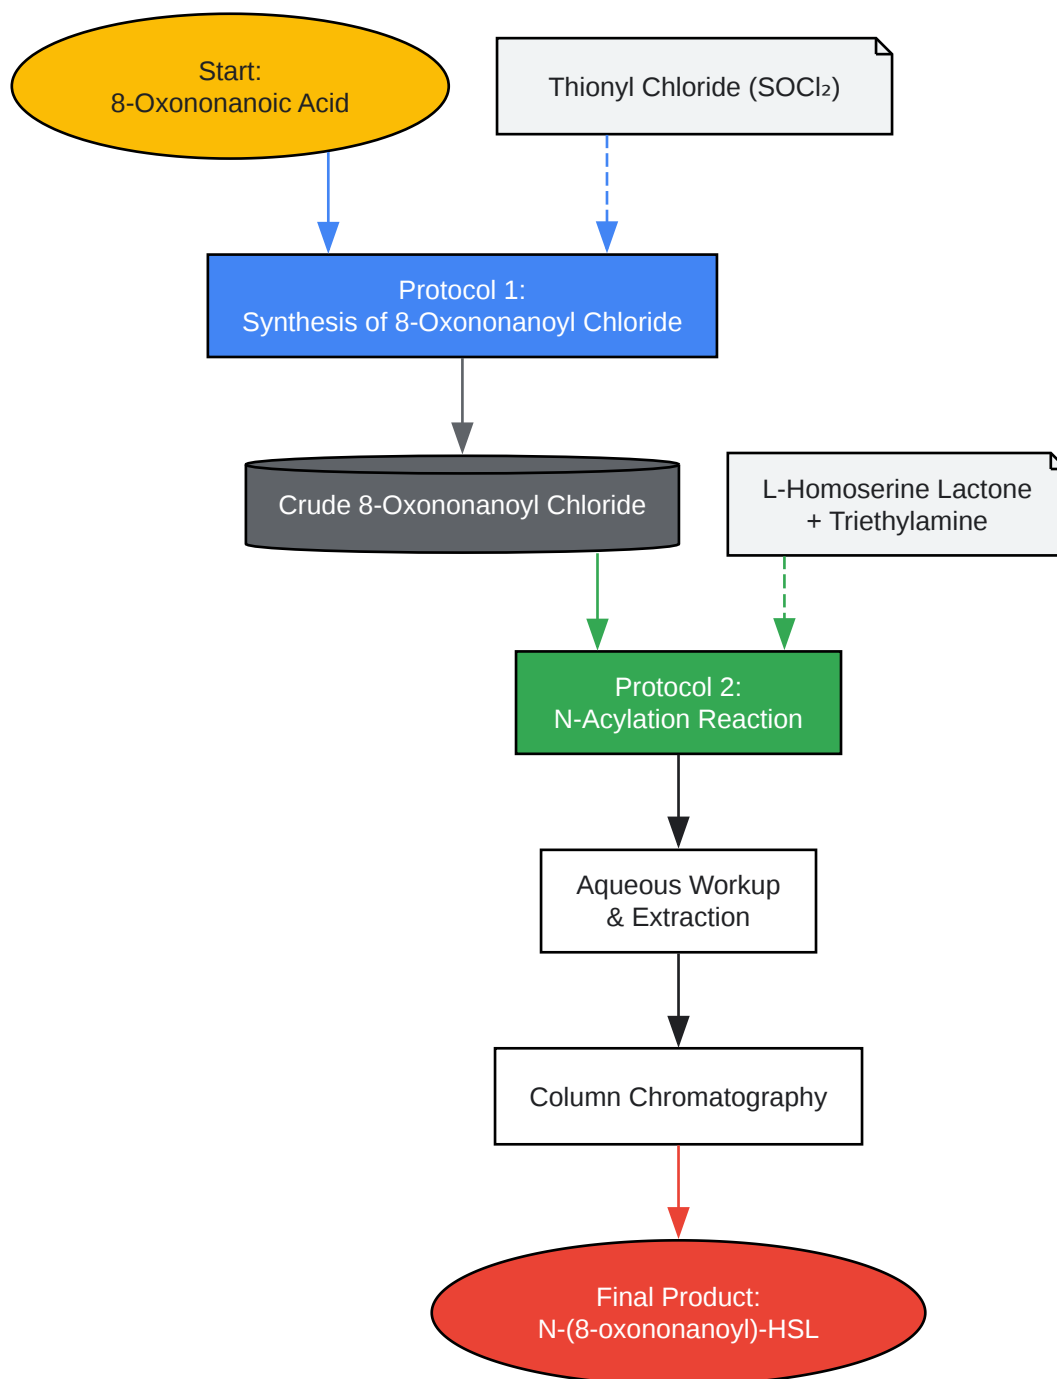 Start:
8-Oxononanoic Acid
Thionyl Chloride (SOCl₂)
Protocol 1:
Synthesis of 8-Oxononanoyl Chloride
Crude 8-Oxononanoyl Chloride
L-Homoserine Lactone
+ Triethylamine
Protocol 2:
N-Acylation Reaction
Aqueous Workup
& Extraction
Column Chromatography
Final Product:
N-(8-oxononanoyl)-HSL